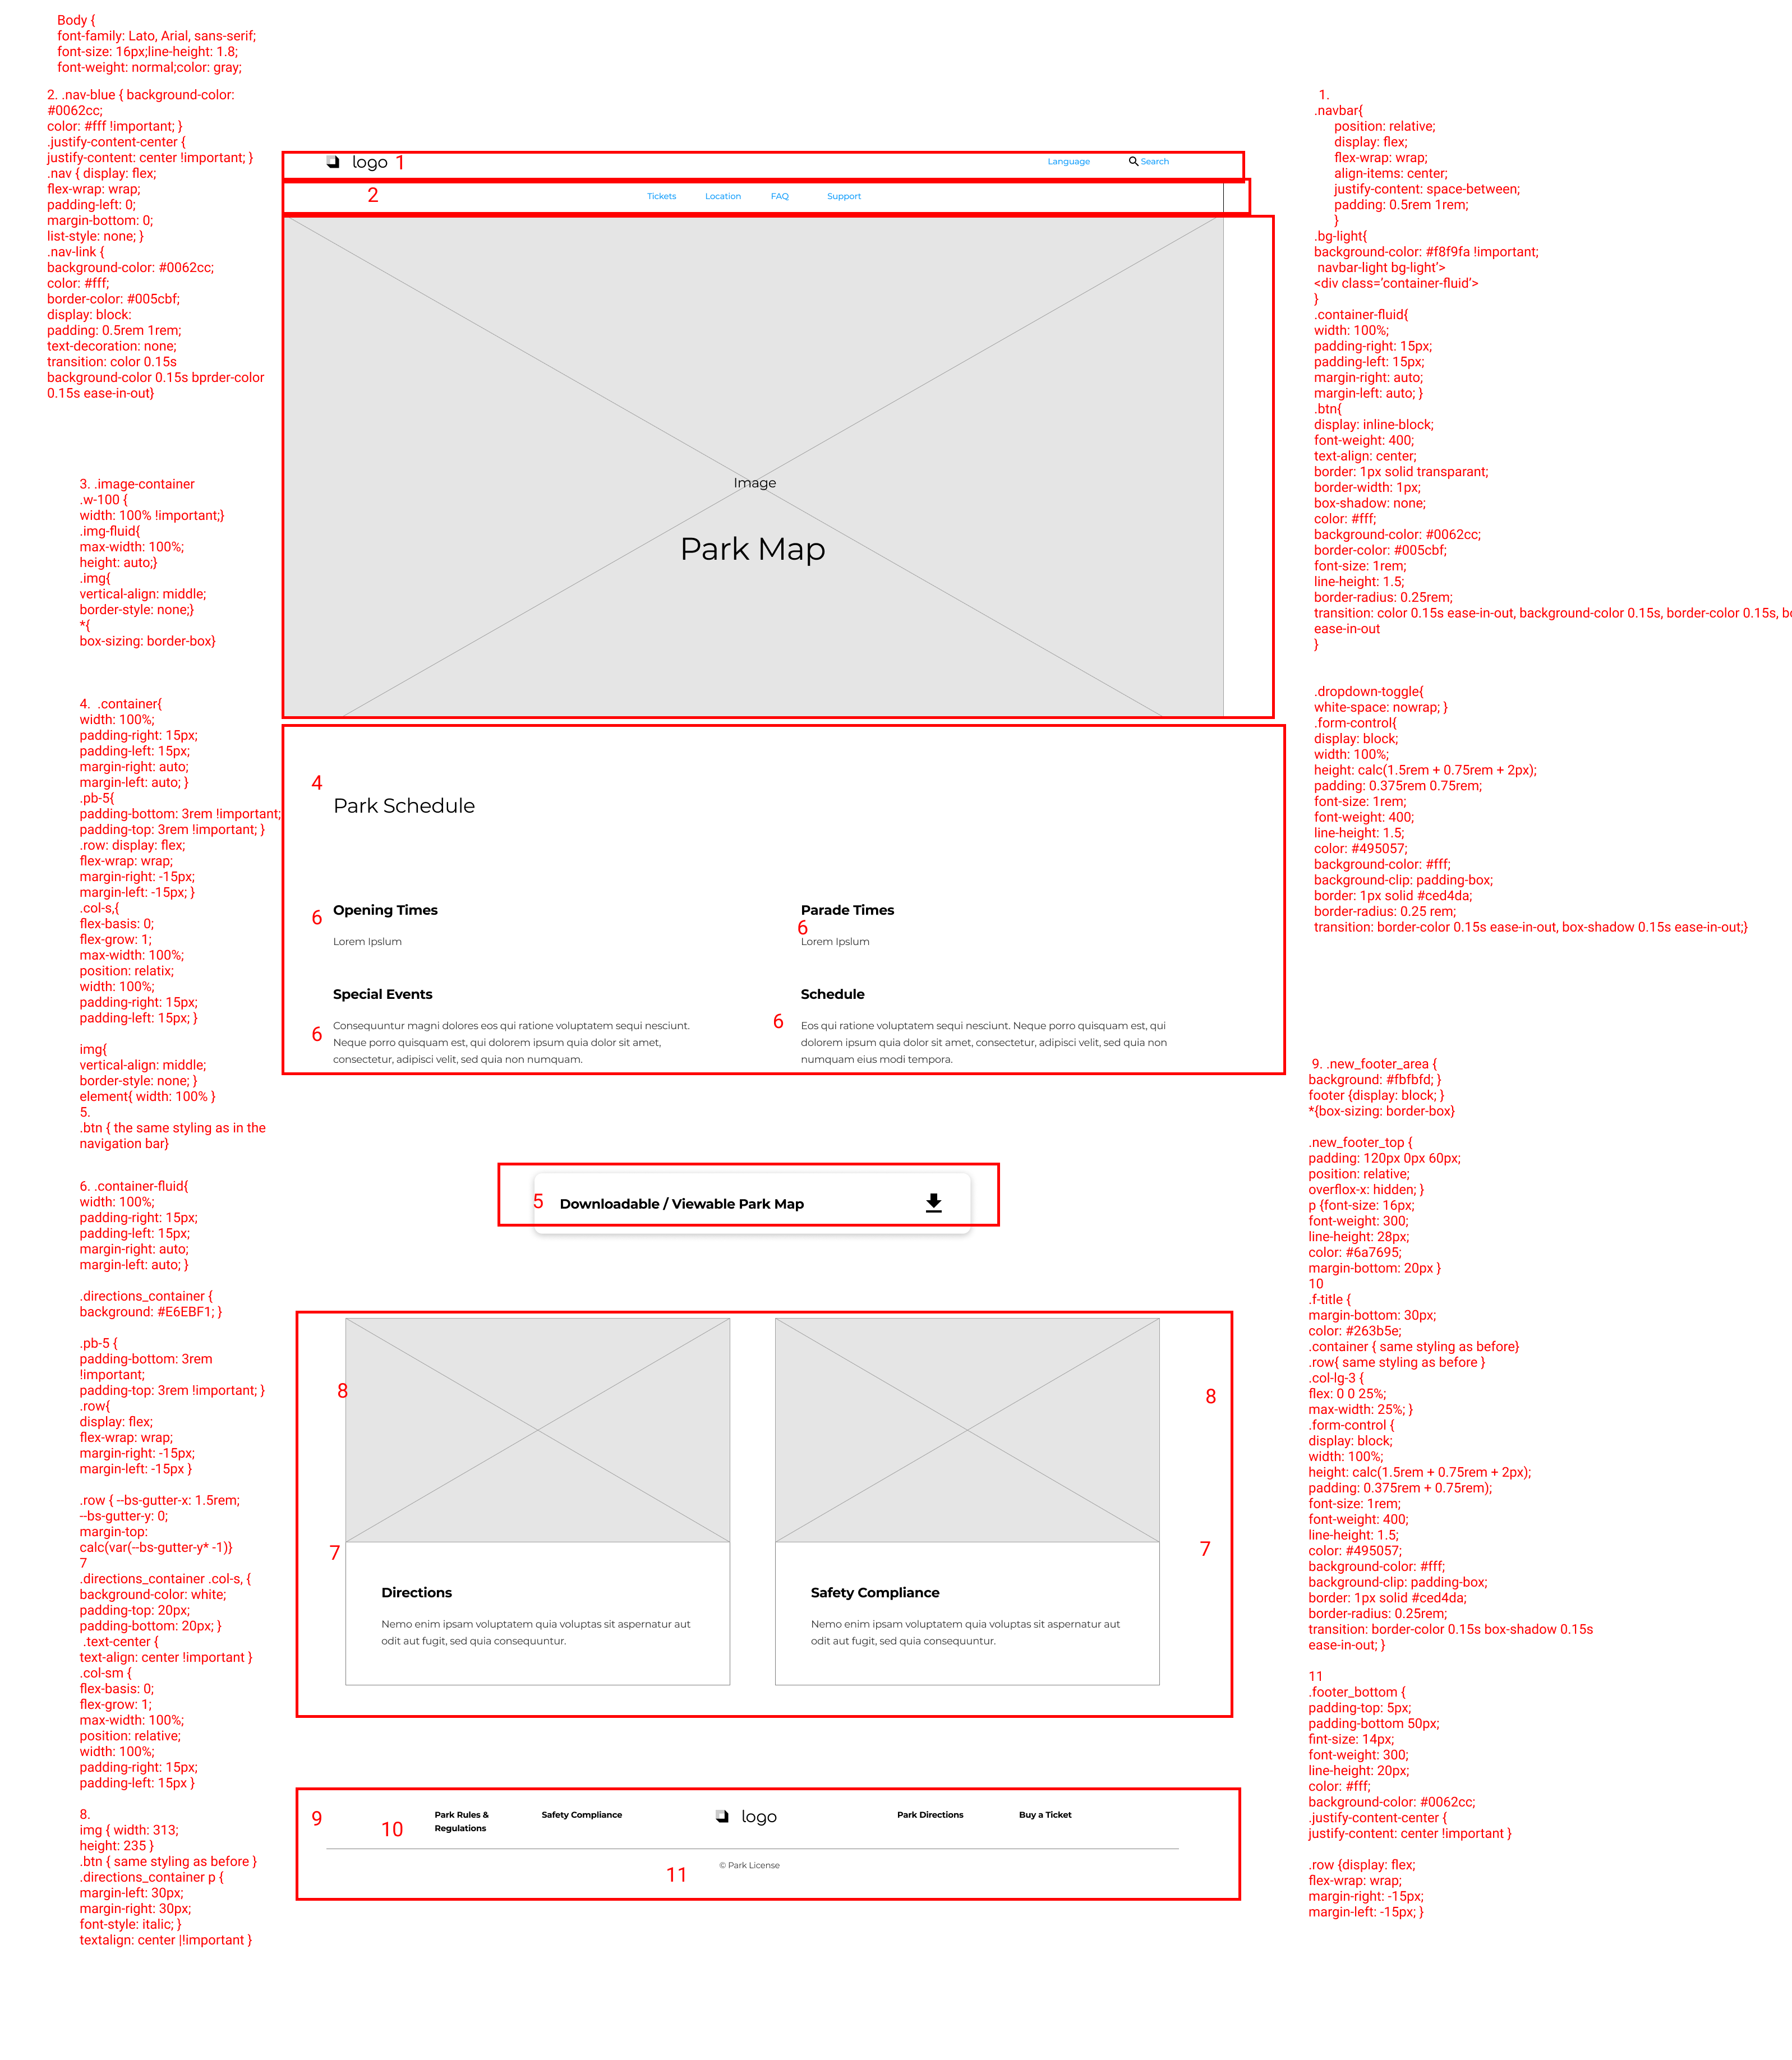 Body {
font-family: Lato, Arial, sans-serif;
font-size: 16px;line-height: 1.8;
font-weight: normal;color: gray;
2. .nav-blue { background-color:
#0062cc;
color: #fff !important; }
.justify-content-center {
justify-content: center !important; }
.nav { display: flex;
flex-wrap: wrap;
padding-left: 0;
margin-bottom: 0;
list-style: none; }
.nav-link {
background-color: #0062cc;
color: #fff;
border-color: #005cbf;
display: block:
padding: 0.5rem 1rem;
text-decoration: none;
transition: color 0.15s
background-color 0.15s bprder-color
0.15s ease-in-out}
3. .image-container
.w-100 {
width: 100% !important;}
.img-fluid{
max-width: 100%;
height: auto;}
.img{
vertical-align: middle;
border-style: none;}
*{
box-sizing: border-box}
4.  .container{
width: 100%;
padding-right: 15px;
padding-left: 15px;
margin-right: auto;
margin-left: auto; }
.pb-5{
padding-bottom: 3rem !important;
padding-top: 3rem !important; }
.row: display: flex;
flex-wrap: wrap;
margin-right: -15px;
margin-left: -15px; }
.col-s,{
flex-basis: 0;
flex-grow: 1;
max-width: 100%;
position: relatix;
width: 100%;
padding-right: 15px;
padding-left: 15px; }
img{
vertical-align: middle;
border-style: none; }
element{ width: 100% }
5.
.btn { the same styling as in the
navigation bar}
6. .container-fluid{
width: 100%;
padding-right: 15px;
padding-left: 15px;
margin-right: auto;
margin-left: auto; }
.directions_container {
background: #E6EBF1; }
.pb-5 {
padding-bottom: 3rem
!important;
padding-top: 3rem !important; }
.row{
display: flex;
flex-wrap: wrap;
margin-right: -15px;
margin-left: -15px }
.row { --bs-gutter-x: 1.5rem;
--bs-gutter-y: 0;
margin-top:
calc(var(--bs-gutter-y* -1)}
7
.directions_container .col-s, {
background-color: white;
padding-top: 20px;
padding-bottom: 20px; }
.text-center {
text-align: center !important }
.col-sm {
flex-basis: 0;
flex-grow: 1;
max-width: 100%;
position: relative;
width: 100%;
padding-right: 15px;
padding-left: 15px }
8.
img { width: 313;
height: 235 }
.btn { same styling as before }
.directions_container p {
margin-left: 30px;
margin-right: 30px;
font-style: italic; }
textalign: center |!important }
logo 1 Language Search
2 Tickets Location FAQ Support
Image
Park Map
4
Park Schedule
6 Opening Times
Lorem Ipslum
Parade Times
6
Lorem Ipslum
Special Events
6 Consequuntur magni dolores eos qui ratione voluptatem sequi nesciunt.
Neque porro quisquam est, qui dolorem ipsum quia dolor sit amet,
consectetur, adipisci velit, sed quia non numquam.
Schedule
6 Eos qui ratione voluptatem sequi nesciunt. Neque porro quisquam est, qui
dolorem ipsum quia dolor sit amet, consectetur, adipisci velit, sed quia non
numquam eius modi tempora.
5 Downloadable / Viewable Park Map
8
8
7
7
Directions
Nemo enim ipsam voluptatem quia voluptas sit aspernatur aut
odit aut fugit, sed quia consequuntur.
Safety Compliance
Nemo enim ipsam voluptatem quia voluptas sit aspernatur aut
odit aut fugit, sed quia consequuntur.
9
10
Park Rules &
Regulations
Safety Compliance
logo
Park Directions
Buy a Ticket
© Park License
11
1.
.navbar{
position: relative;
display: flex;
flex-wrap: wrap;
align-items: center;
justify-content: space-between;
padding: 0.5rem 1rem;
}
.bg-light{
background-color: #f8f9fa !important;
navbar-light bg-light’>
<div class=’container-fluid’>
}
.container-fluid{
width: 100%;
padding-right: 15px;
padding-left: 15px;
margin-right: auto;
margin-left: auto; }
.btn{
display: inline-block;
font-weight: 400;
text-align: center;
border: 1px solid transparant;
border-width: 1px;
box-shadow: none;
color: #fff;
background-color: #0062cc;
border-color: #005cbf;
font-size: 1rem;
line-height: 1.5;
border-radius: 0.25rem;
transition: color 0.15s ease-in-out, background-color 0.15s, border-color 0.15s,
ease-in-out
}
.dropdown-toggle{
white-space: nowrap; }
.form-control{
display: block;
width: 100%;
height: calc(1.5rem + 0.75rem + 2px);
padding: 0.375rem 0.75rem;
font-size: 1rem;
font-weight: 400;
line-height: 1.5;
color: #495057;
background-color: #fff;
background-clip: padding-box;
border: 1px solid #ced4da;
border-radius: 0.25 rem;
transition: border-color 0.15s ease-in-out, box-shadow 0.15s ease-in-out;}
9. .new_footer_area {
background: #fbfbfd; }
footer {display: block; }
*{box-sizing: border-box}
.new_footer_top {
padding: 120px 0px 60px;
position: relative;
overflox-x: hidden; }
p {font-size: 16px;
font-weight: 300;
line-height: 28px;
color: #6a7695;
margin-bottom: 20px }
10
.f-title {
margin-bottom: 30px;
color: #263b5e;
.container { same styling as before}
.row{ same styling as before }
.col-lg-3 {
flex: 0 0 25%;
max-width: 25%; }
.form-control {
display: block;
width: 100%;
height: calc(1.5rem + 0.75rem + 2px);
padding: 0.375rem + 0.75rem);
font-size: 1rem;
font-weight: 400;
line-height: 1.5;
color: #495057;
background-color: #fff;
background-clip: padding-box;
border: 1px solid #ced4da;
border-radius: 0.25rem;
transition: border-color 0.15s box-shadow 0.15s
ease-in-out; }
11
.footer_bottom {
padding-top: 5px;
padding-bottom 50px;
fint-size: 14px;
font-weight: 300;
line-height: 20px;
color: #fff;
background-color: #0062cc;
.justify-content-center {
justify-content: center !important }
.row {display: flex;
flex-wrap: wrap;
margin-right: -15px;
margin-left: -15px; }